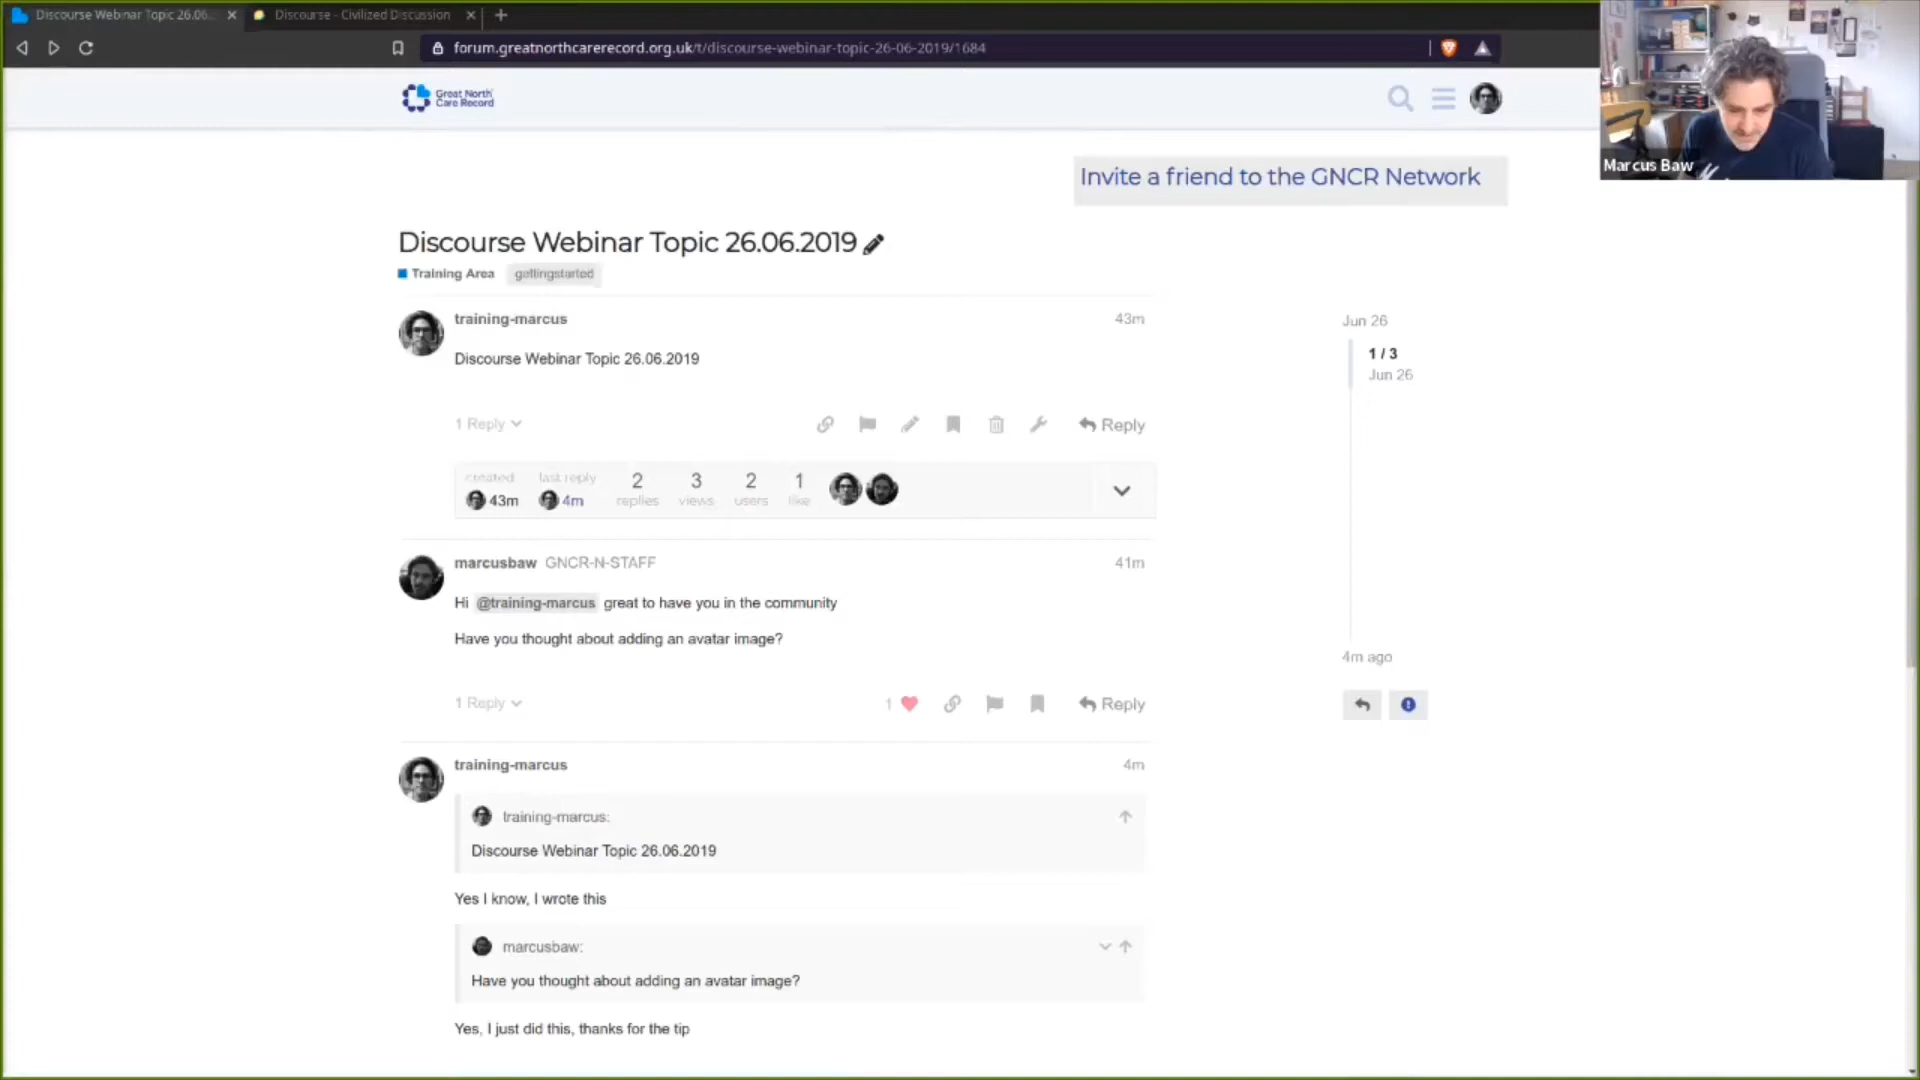 Discourse Webinar Topic 26.06.
Discourse - Civilized Discussion
forum.greatnorthcarerecord.org.uk/t/discourse-webinar-topic-26-06-2019/1684
Great North
Care Record
Marcus Baw
Invite a friend to the GNCR Network
Discourse Webinar Topic 26.06.2019
Training Area gettingstarted
training-marcus 43m
Discourse Webinar Topic 26.06.2019
Jun 26
1 / 3
Jun 26
1 Reply Reply
created last reply 2 3 2 1
43m 4m replies views users like
marcusbaw GNCR-N-STAFF 41m
Hi @training-marcus great to have you in the community
Have you thought about adding an avatar image?
4m ago
1 Reply 1 Reply
training-marcus 4m
training-marcus:
Discourse Webinar Topic 26.06.2019
Yes I know, I wrote this
marcusbaw:
Have you thought about adding an avatar image?
Yes, I just did this, thanks for the tip